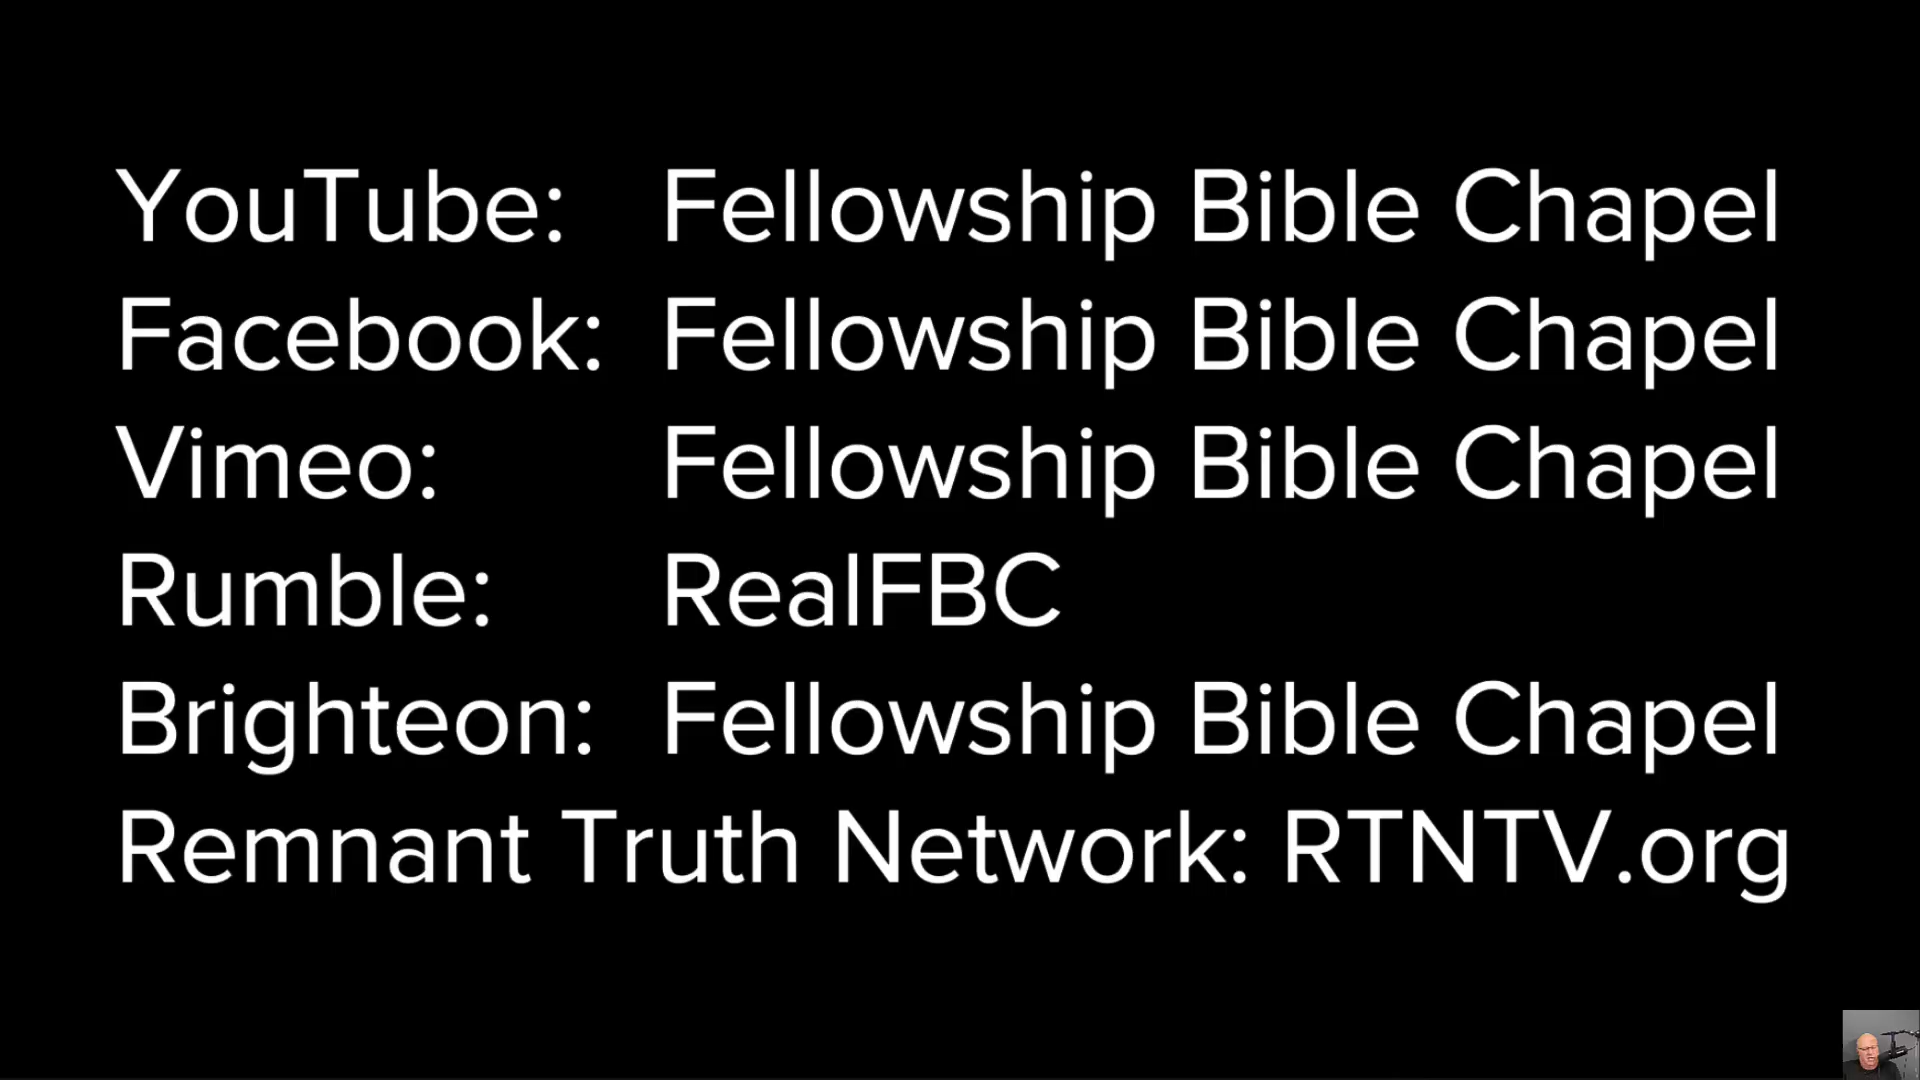 YouTube: Fellowship Bible Chapel
Facebook: Fellowship Bible Chapel
Vimeo: Fellowship Bible Chapel
Rumble: RealFBC
Brighteon: Fellowship Bible Chapel
Remnant Truth Network: RTNTV.org